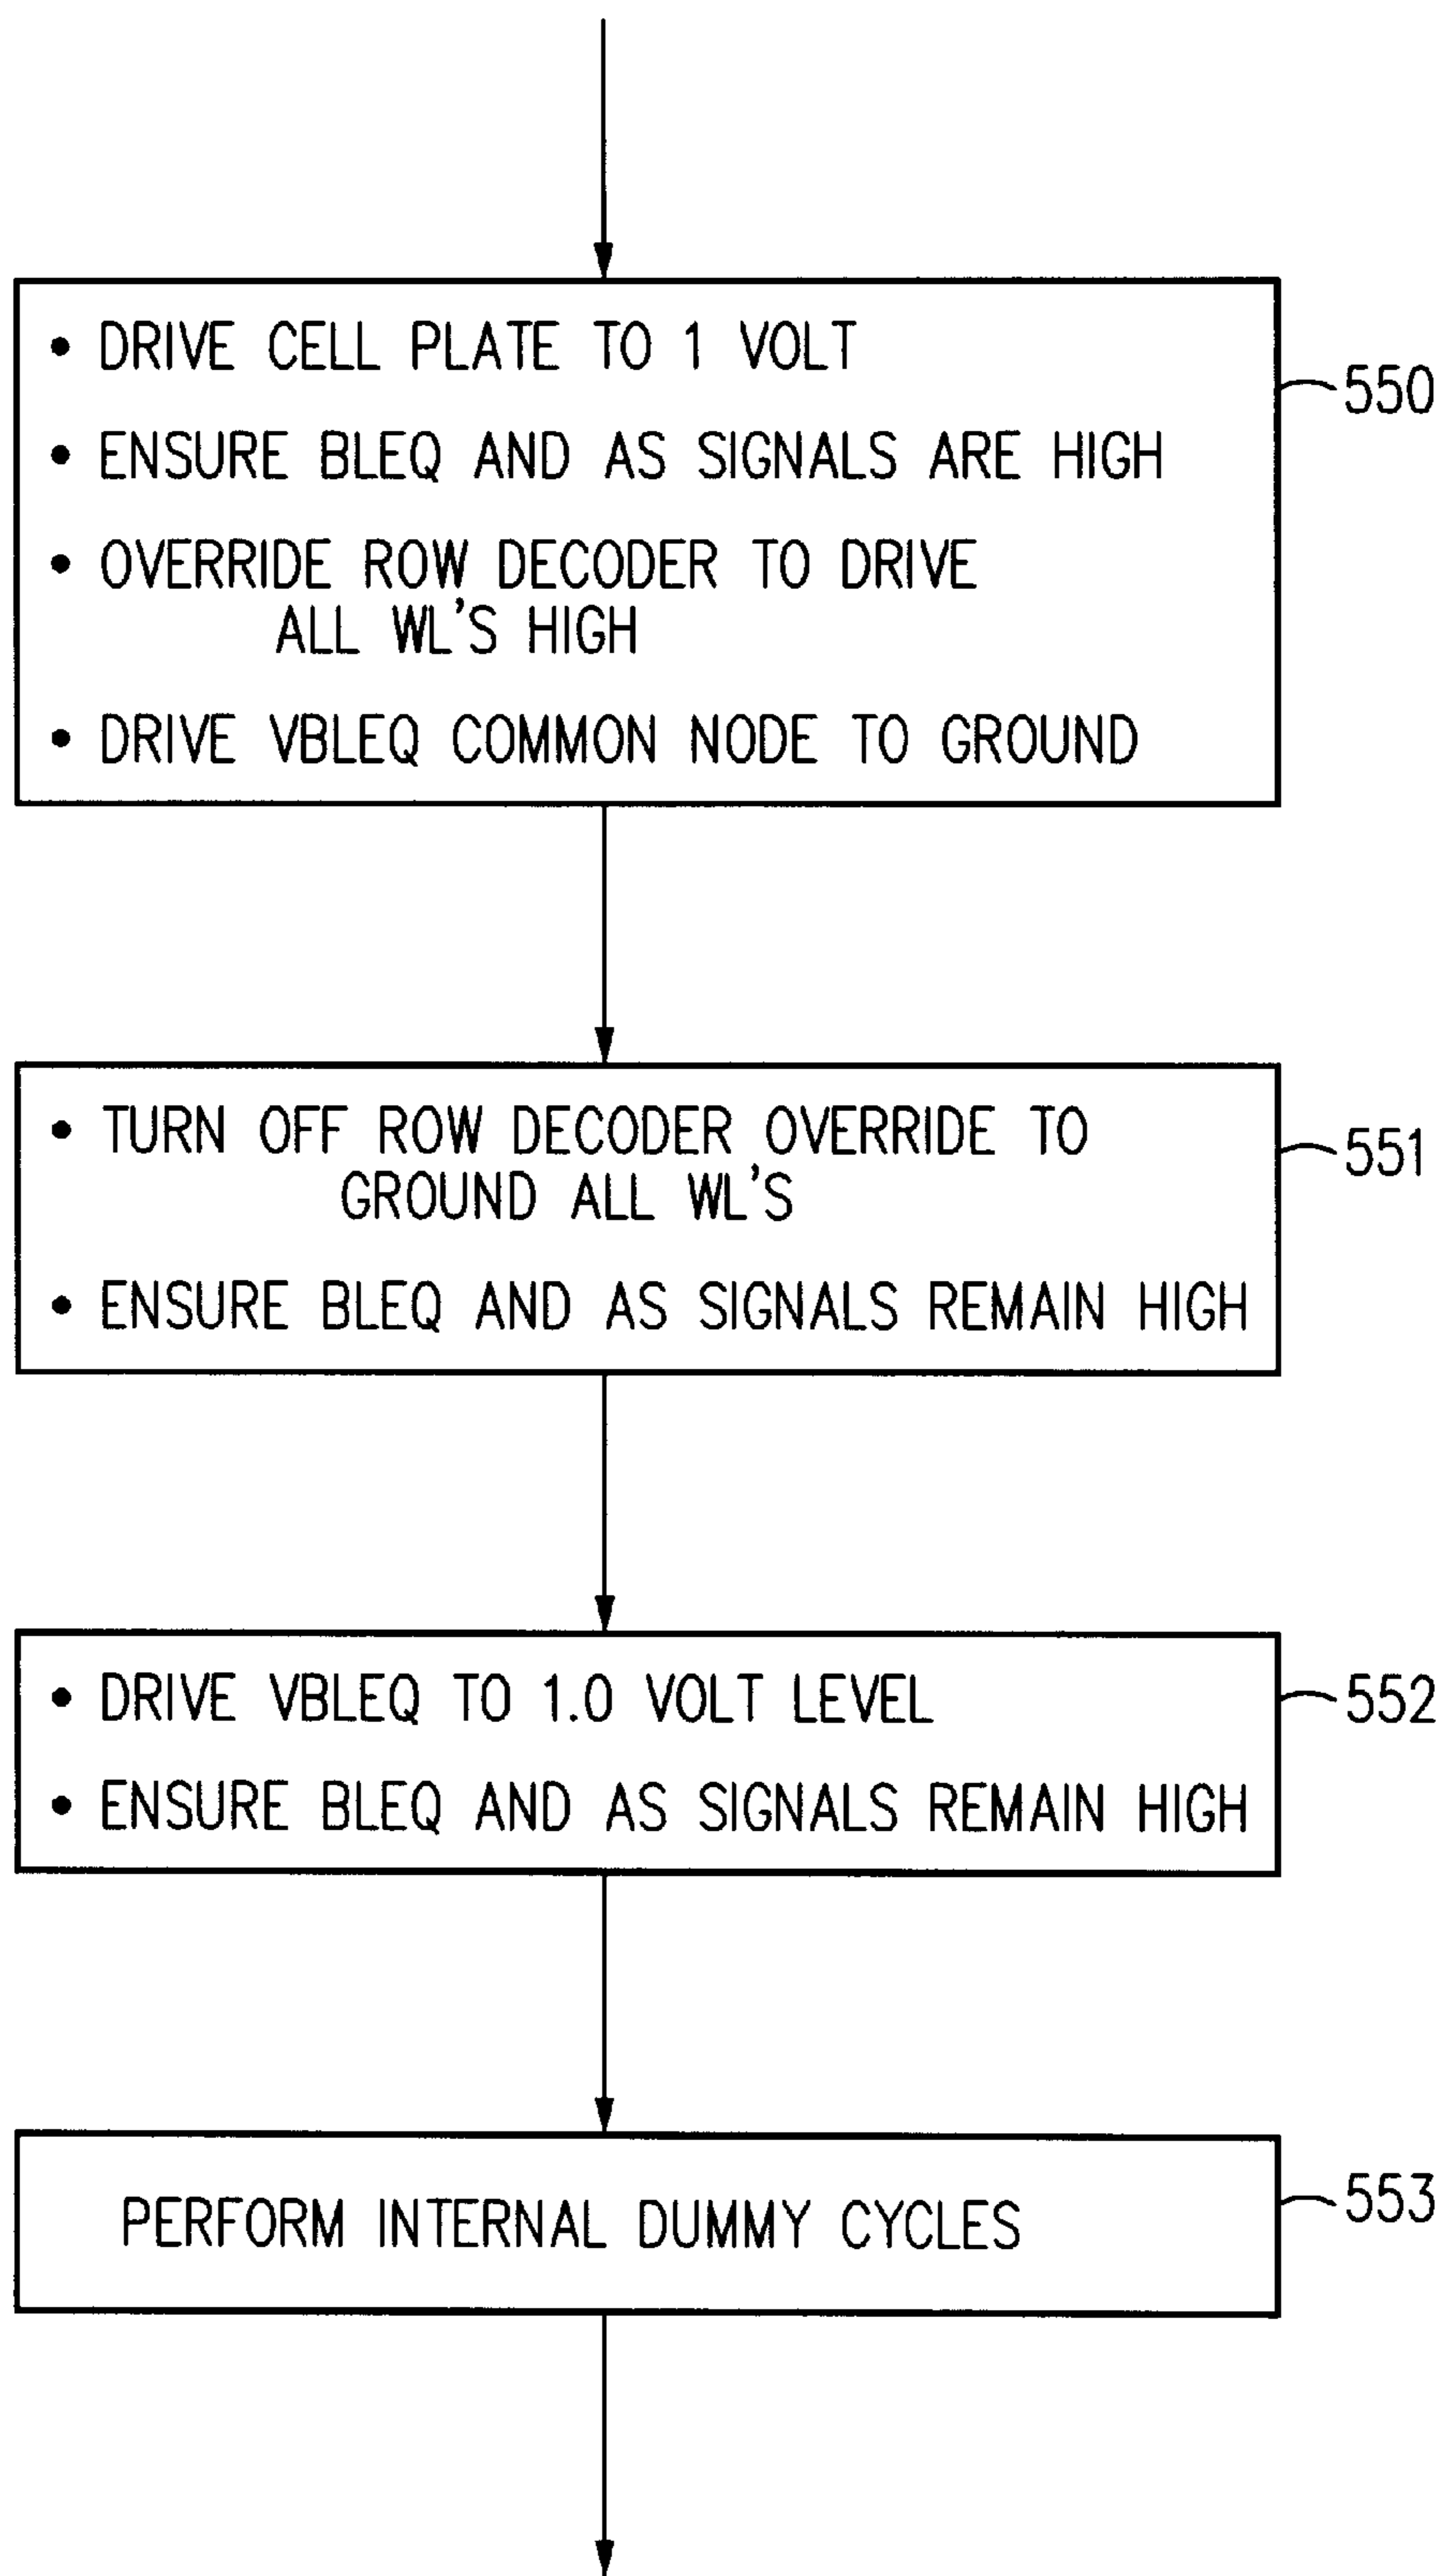 • DRIVE CELL PLATE TO 1 VOLT
550
• ENSURE BLEQ AND AS SIGNALS ARE HIGH
• OVERRIDE ROW DECODER TO DRIVE
ALL WL'S HIGH
• DRIVE VBLEQ COMMON NODE TO GROUND
• TURN OFF ROW DECODER OVERRIDE TO
551
GROUND ALL WL'S
• ENSURE BLEQ AND AS SIGNALS REMAIN HIGH
• DRIVE VBLEQ TO 1.0 VOLT LEVEL
552
• ENSURE BLEQ AND AS SIGNALS REMAIN HIGH
PERFORM INTERNAL DUMMY CYCLES
553